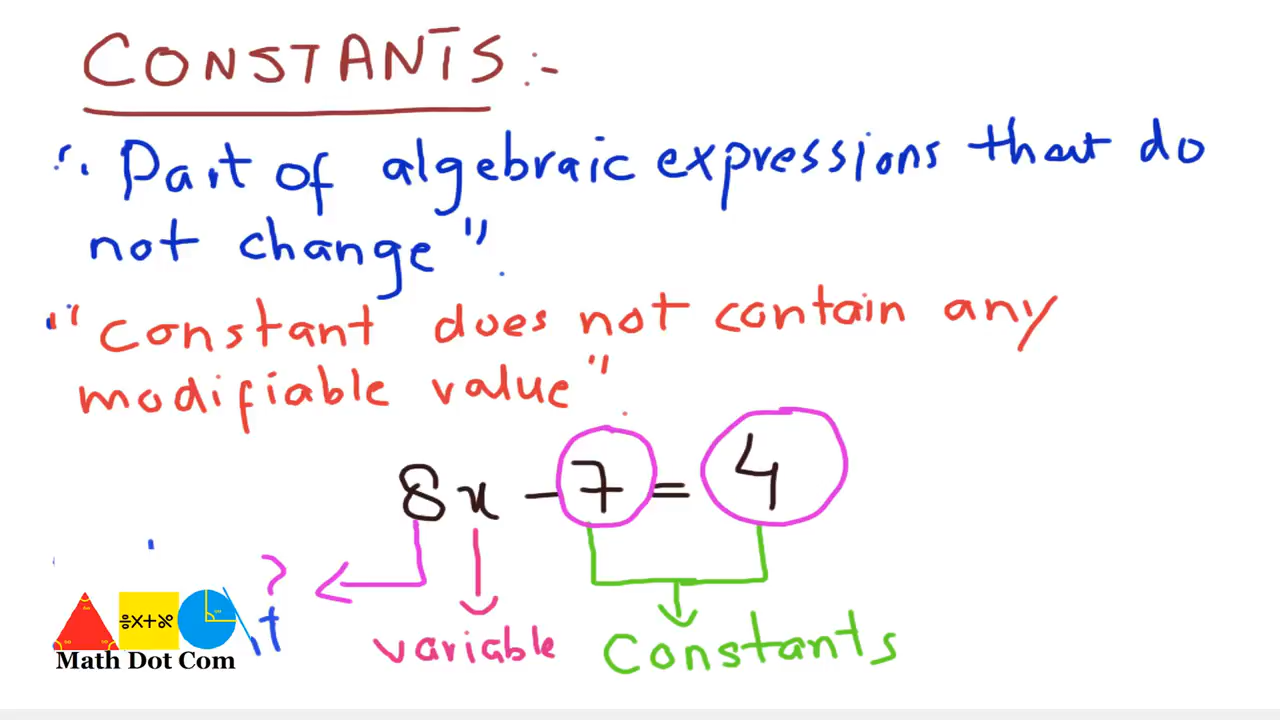 CONSTANTS :-
". Part of algebraic expressions that do
not change".
"Constant does not contain any
modifiable value".
8x - 7 = 4
?
variable
Constants
÷x+%
Math Dot Com